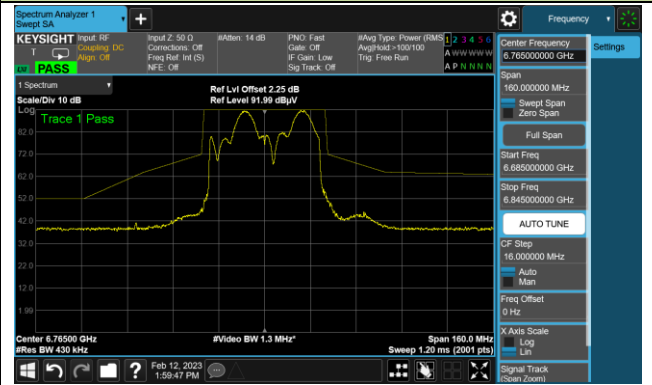 Spectrum Analyzer 1
Swept SA
Frequency
KEYSIGHT
Input: RF
Coupling: DC
Align: Off
Input Z: 50 Ω
Corrections: Off
Freq Ref: Int (S)
NFE: Off
#Atten: 14 dB
PNO: Fast
Gate: Off
IF Gain: Low
Sig Track: Off
#Avg Type: Power (RMS
Avg|Hold:>100/100
Trig: Free Run
1 2 3 4 5 6
A W W W W W
A P N N N N
PASS
1 Spectrum
Scale/Div 10 dB
Ref Lvl Offset 2.25 dB
Ref Level 91.99 dBµV
Log
Trace 1 Pass
82.0
72.0
62.0
52.0
42.0
32.0
22.0
12.0
1.99
Center 6.76500 GHz
#Res BW 430 kHz
#Video BW 1.3 MHz*
Span 160.0 MHz
Sweep 1.20 ms (2001 pts)
Center Frequency
6.765000000 GHz
Settings
Span
160.000000 MHz
Swept Span
Zero Span
Full Span
Start Freq
6.685000000 GHz
Stop Freq
6.845000000 GHz
AUTO TUNE
CF Step
16.000000 MHz
Auto
Man
Freq Offset
0 Hz
X Axis Scale
Log
Lin
Signal Track
(Span Zoom)
Feb 12, 2023
1:59:47 PM